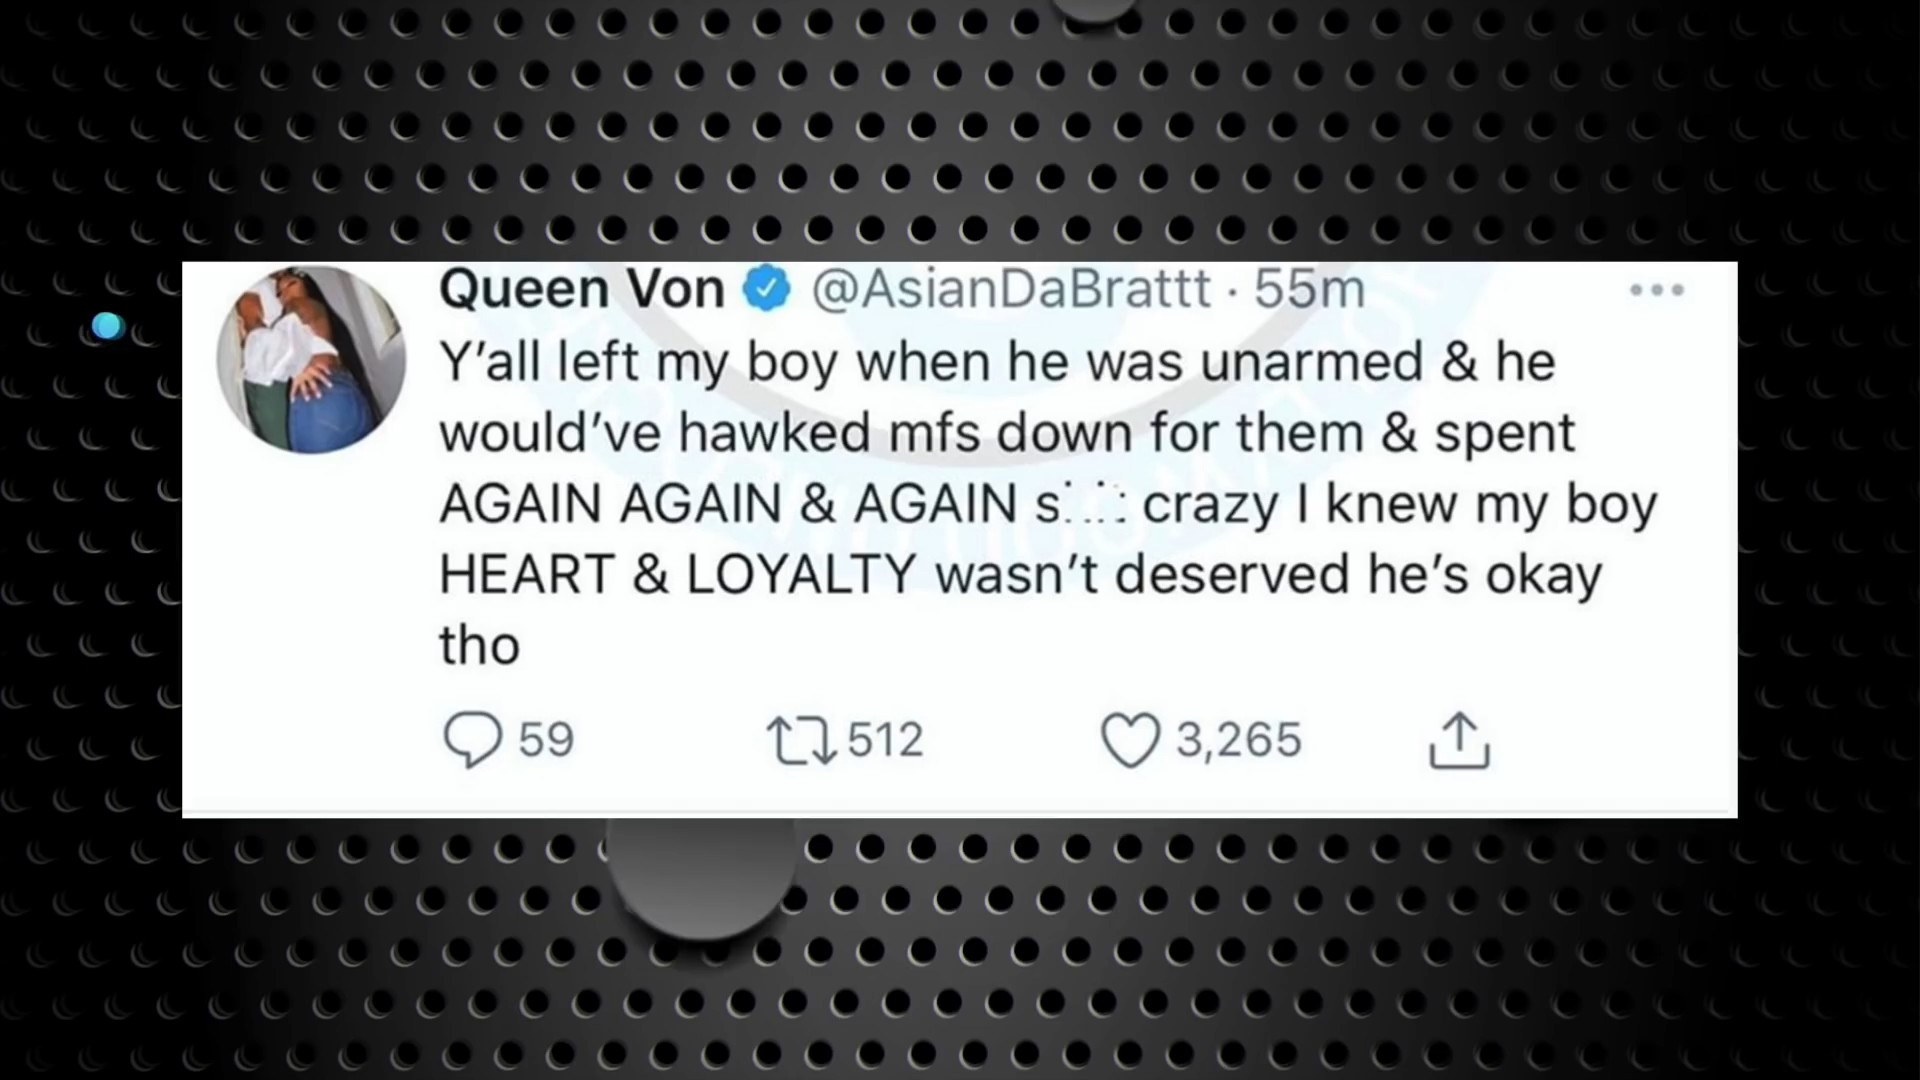 Queen Von @AsianDaBrattt · 55m
Y’all left my boy when he was unarmed & he
would’ve hawked mfs down for them & spent
AGAIN AGAIN & AGAIN crazy I knew my boy
HEART & LOYALTY wasn’t deserved he’s okay
tho
59 512 3,265